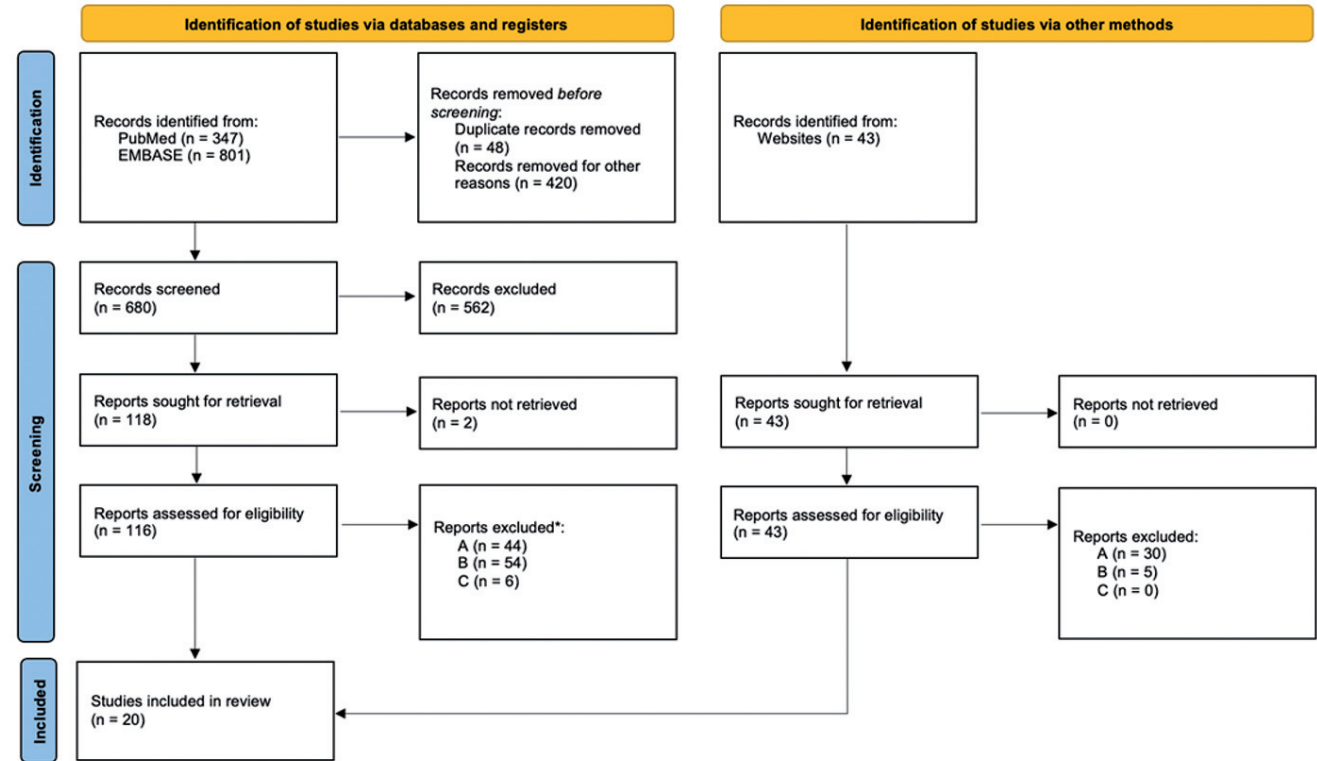 Identification of studies via databases and registers
Identification of studies via other methods
Identification
Records identified from:
PubMed (n = 347)
EMBASE (n = 801)
Records removed before
screening:
Duplicate records removed
(n = 48)
Records removed for other
reasons (n = 420)
Records identified from:
Websites (n = 43)
Screening
Records screened
(n = 680)
Records excluded
(n = 562)
Reports sought for retrieval
(n = 118)
Reports not retrieved
(n = 2)
Reports sought for retrieval
(n = 43)
Reports not retrieved
(n = 0)
Reports assessed for eligibility
(n = 116)
Reports excluded*:
A (n = 44)
B (n = 54)
C (n = 6)
Reports assessed for eligibility
(n = 43)
Reports excluded:
A (n = 30)
B (n = 5)
C (n = 0)
Included
Studies included in review
(n = 20)